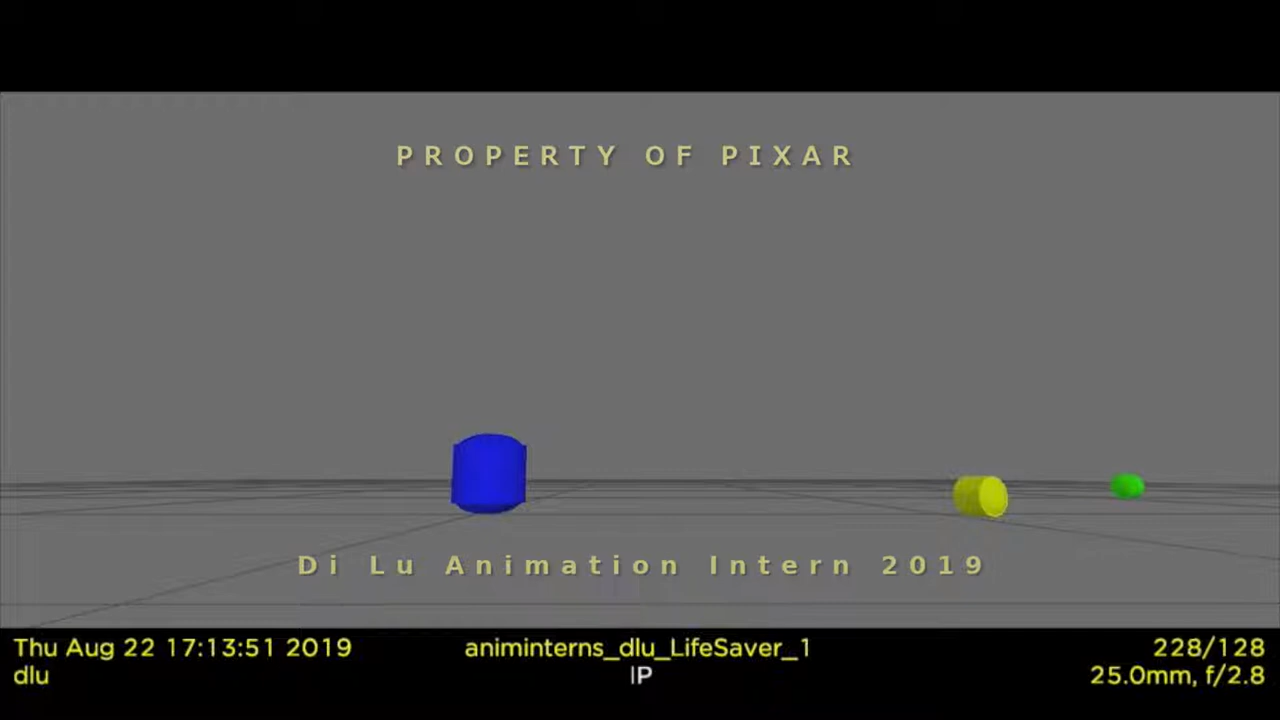 PROPERTY OF PIXAR
Di Lu Animation Intern 2019
Thu Aug 22 17:13:51 2019 animinterns_dlu_LifeSaver_1 228/128
dlu IP 25.0mm, f/2.8